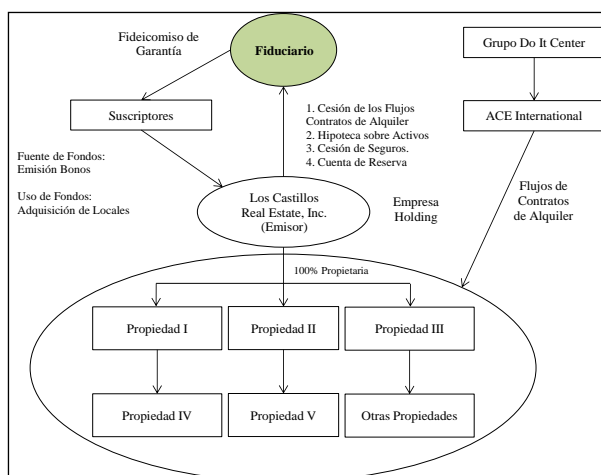 Fideicomiso de
Garantía
Fiduciario
Grupo Do It Center
Suscriptores
1. Cesión de los Flujos
Contratos de Alquiler
2. Hipoteca sobre Activos
3. Cesión de Seguros.
4. Cuenta de Reserva
ACE International
Fuente de Fondos:
Emisión Bonos
Uso de Fondos:
Adquisición de Locales
Los Castillos
Real Estate, Inc.
(Emisor)
Empresa
Holding
Flujos de
Contratos
de Alquiler
100% Propietaria
Propiedad I
Propiedad II
Propiedad III
Propiedad IV
Propiedad V
Otras Propiedades